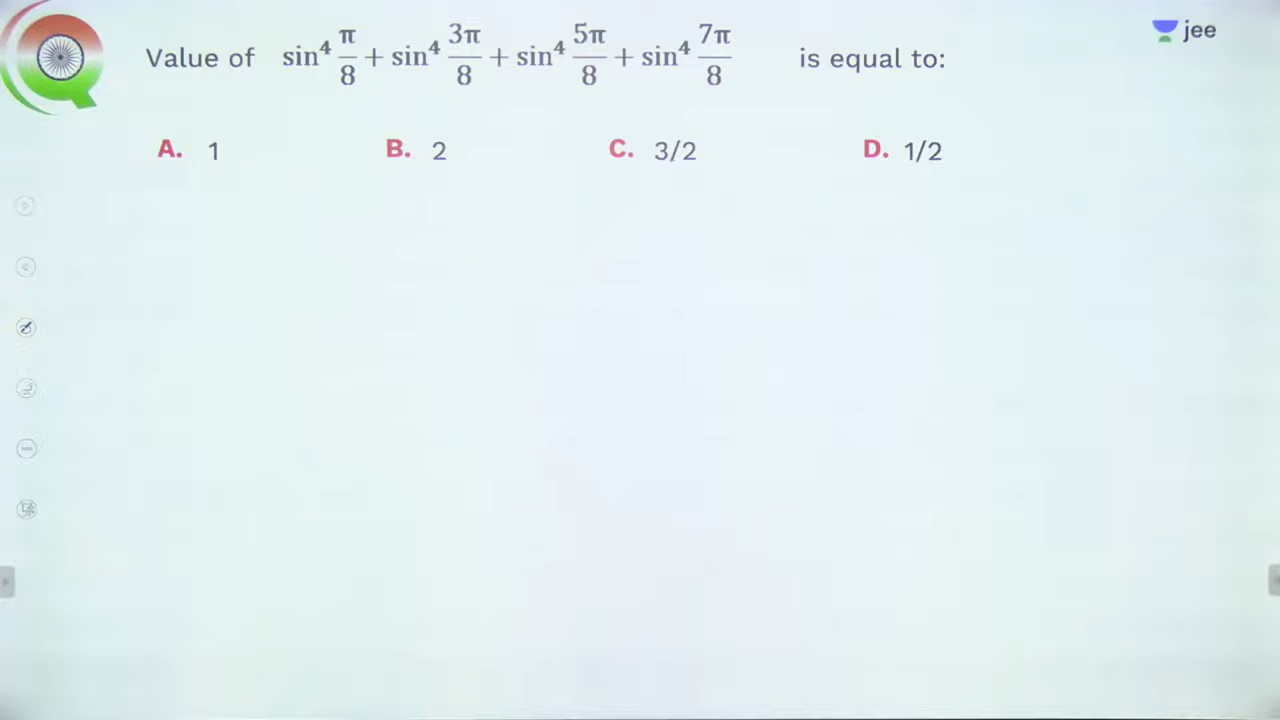 jee
Value of sin⁴ π/8 + sin⁴ 3π/8 + sin⁴ 5π/8 + sin⁴ 7π/8 is equal to:
A. 1 B. 2 C. 3/2 D. 1/2